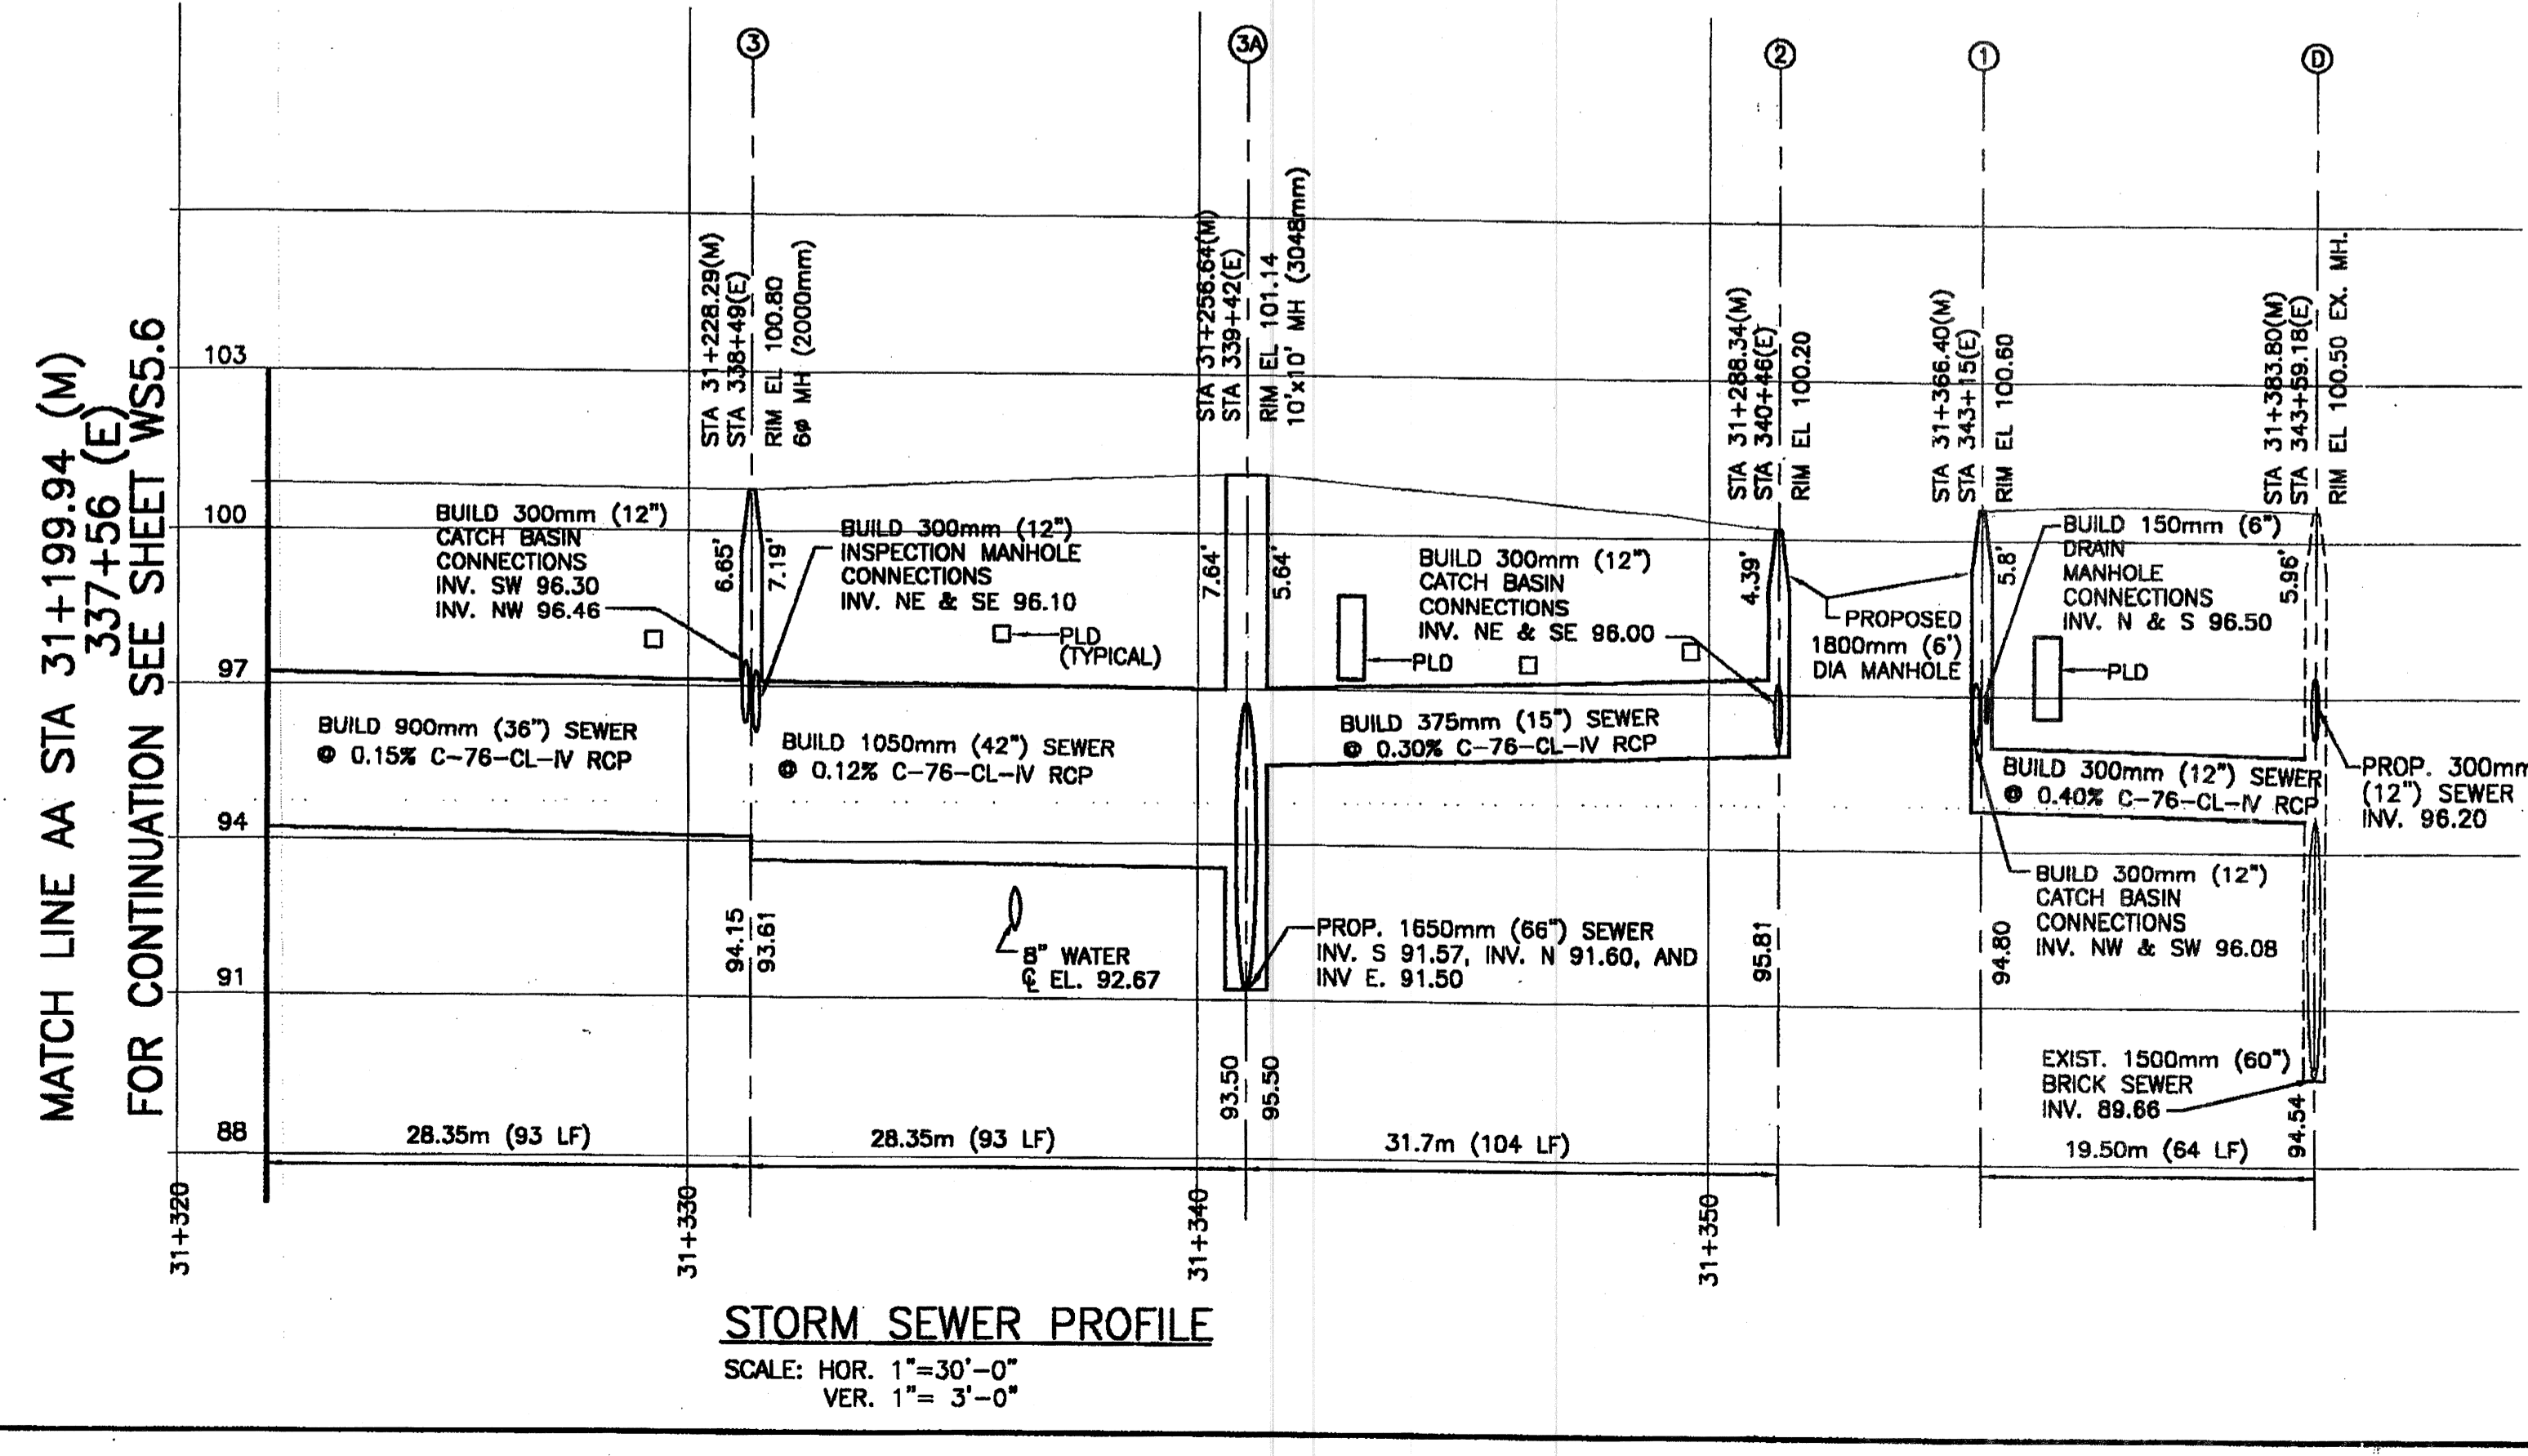 MATCH LINE AA STA 31+199.94 (M)
337+56 (E)
FOR CONTINUATION SEE SHEET WS5.6
3
3A
2
1
D
103
100
97
94
91
88
STA 31+228.29(M)
STA 338+49(E)
RIM EL 100.80
6ø MH (2000mm)
STA 31+256.64(M)
STA 339+42(E)
RIM EL 101.14
10'x10' MH (3048mm)
STA 31+288.34(M)
STA 340+46(E)
RIM EL 100.20
STA 31+366.40(M)
STA 343+15(E)
RIM EL 100.60
STA 31+383.80(M)
STA 343+59.18(E)
RIM EL 100.50 EX. MH.
BUILD 300mm (12")
CATCH BASIN
CONNECTIONS
INV. SW 96.30
INV. NW 96.46
6.65'
7.19'
BUILD 300mm (12")
INSPECTION MANHOLE
CONNECTIONS
INV. NE & SE 96.10
PLD
(TYPICAL)
7.64'
5.64'
BUILD 300mm (12")
CATCH BASIN
CONNECTIONS
INV. NE & SE 96.00
PLD
4.39'
PROPOSED
1800mm (6')
DIA MANHOLE
5.8'
BUILD 150mm (6")
DRAIN
MANHOLE
CONNECTIONS
INV. N & S 96.50
PLD
5.96'
BUILD 900mm (36") SEWER
@ 0.15% C-76-CL-IV RCP
BUILD 1050mm (42") SEWER
@ 0.12% C-76-CL-IV RCP
BUILD 375mm (15") SEWER
@ 0.30% C-76-CL-IV RCP
BUILD 300mm (12") SEWER
@ 0.40% C-76-CL-IV RCP
PROP. 300mm
(12") SEWER
INV. 96.20
94.15
93.61
8" WATER
℄ EL. 92.67
PROP. 1650mm (66") SEWER
INV. S 91.57, INV. N 91.60, AND
INV E. 91.50
93.50
95.50
95.81
94.80
BUILD 300mm (12")
CATCH BASIN
CONNECTIONS
INV. NW & SW 96.08
EXIST. 1500mm (60")
BRICK SEWER
INV. 89.66
94.54
28.35m (93 LF)
28.35m (93 LF)
31.7m (104 LF)
19.50m (64 LF)
31+320
31+330
31+340
31+350
STORM SEWER PROFILE
SCALE: HOR. 1"=30'-0"
VER. 1"= 3'-0"